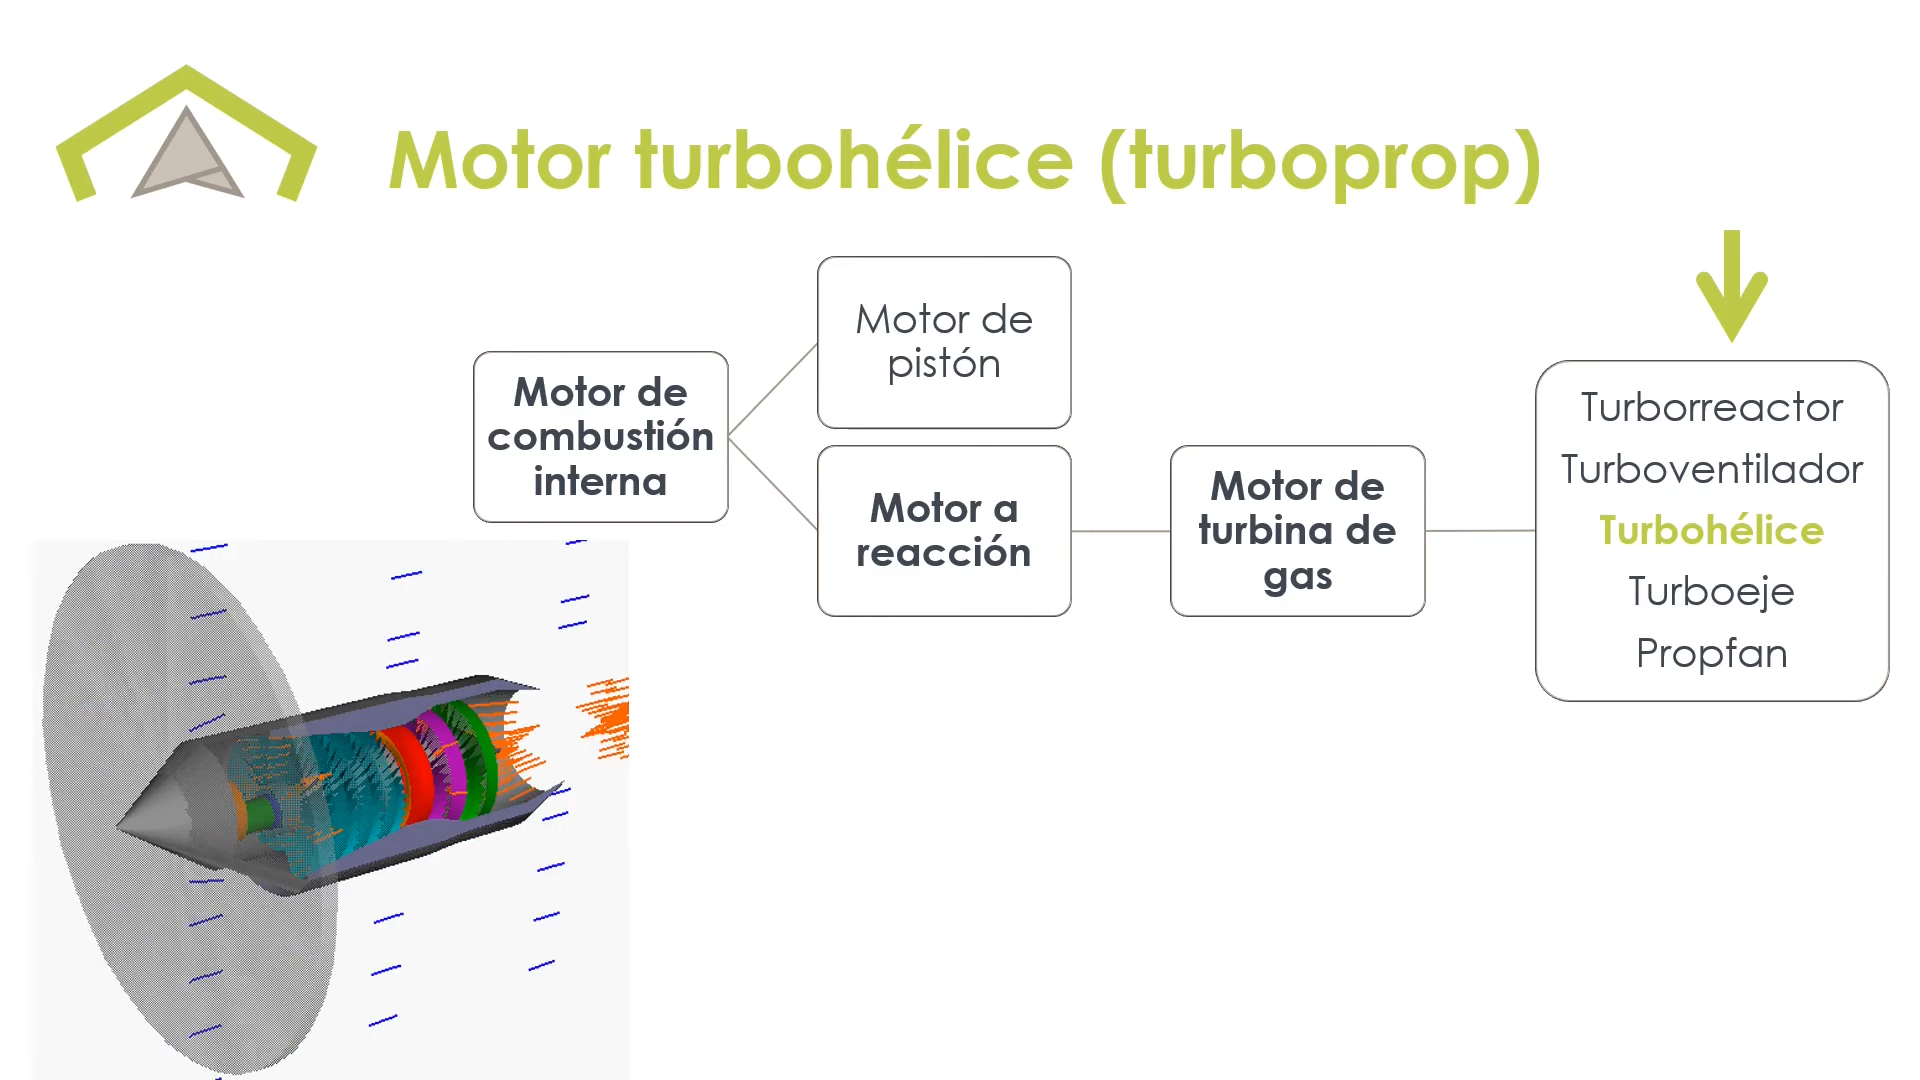 Motor turbohélice (turboprop)
Motor de
pistón
Motor de
combustión
interna
Motor a
reacción
Motor de
turbina de
gas
Turborreactor
Turboventilador
Turbohélice
Turboeje
Propfan